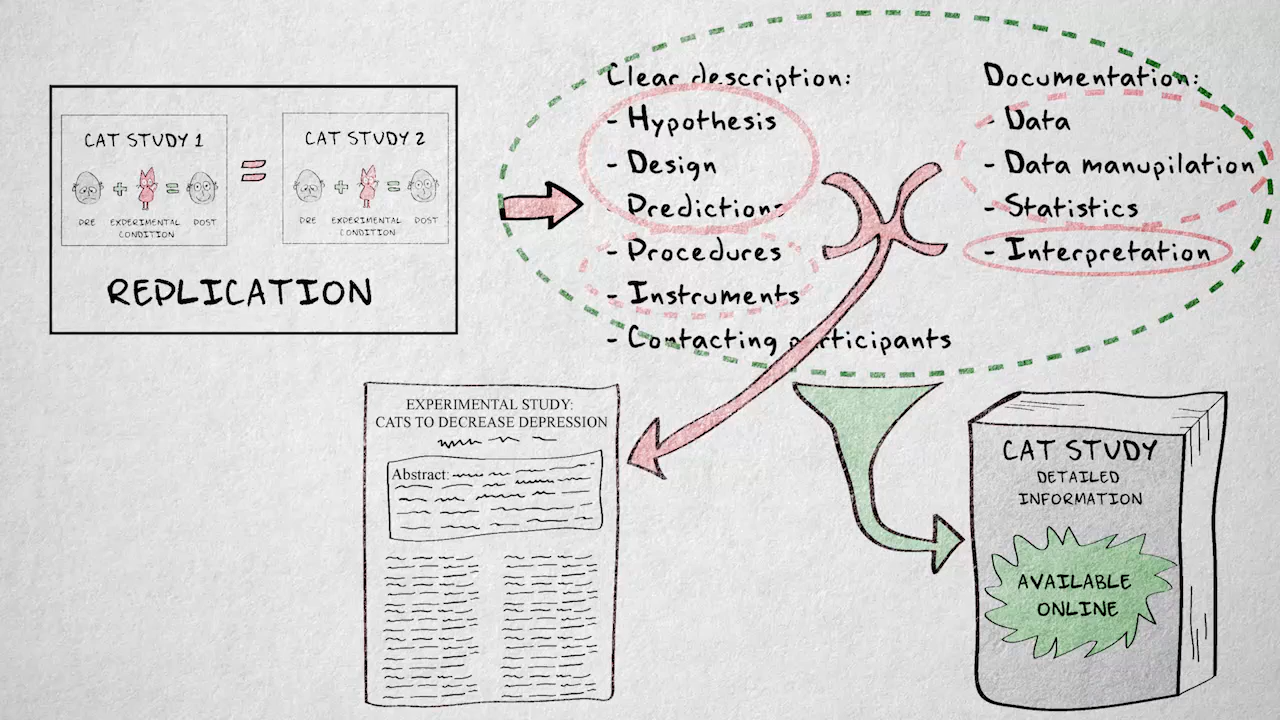 CAT STUDY 1
+ =
PRE EXPERIMENTAL CONDITION POST
=
CAT STUDY 2
+ =
PRE EXPERIMENTAL CONDITION POST
REPLICATION
Clear description:
- Hypothesis
- Design
- Predictions
- Procedures
- Instruments
- Contacting participants
Documentation:
- Data
- Data manupilation
- Statistics
- Interpretation
EXPERIMENTAL STUDY:
CATS TO DECREASE DEPRESSION
Abstract:
CAT STUDY
DETAILED
INFORMATION
AVAILABLE
ONLINE